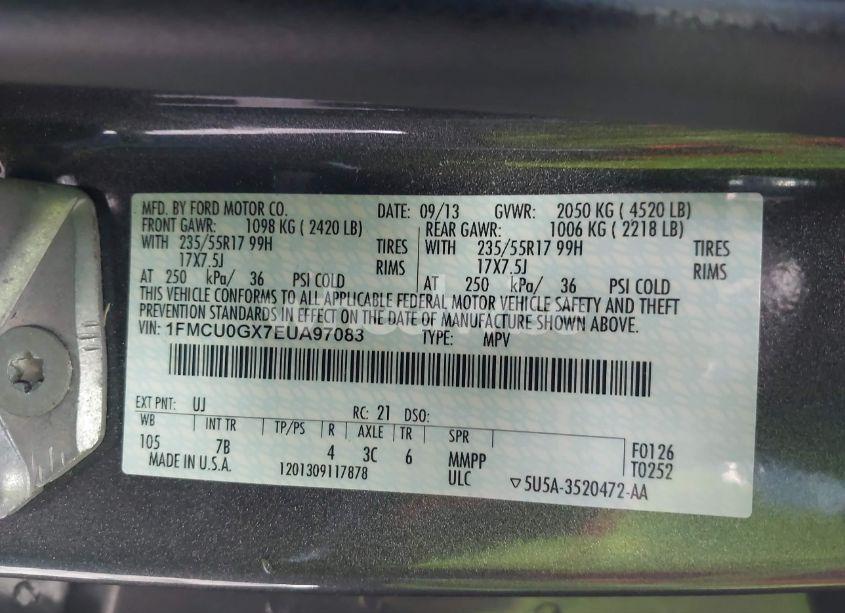 MFD. BY FORD MOTOR CO. DATE: 09/13 GVWR: 2050 KG ( 4520 LB)
FRONT GAWR: 1098 KG ( 2420 LB) REAR GAWR: 1006 KG ( 2218 LB)
WITH 235/55R17 99H TIRES WITH 235/55R17 99H TIRES
17X7.5J RIMS 17X7.5J RIMS
AT 250 kPa/ 36 PSI COLD AT 250 kPa/ 36 PSI COLD
THIS VEHICLE CONFORMS TO ALL APPLICABLE FEDERAL MOTOR VEHICLE SAFETY AND THEFT
PREVENTION STANDARDS IN EFFECT ON THE DATE OF MANUFACTURE SHOWN ABOVE.
VIN: 1FMCU0GX7EUA97083 TYPE: MPV
EXT PNT: UJ RC: 21 DSO:
WB INT TR TP/PS R AXLE TR SPR
105 7B 4 3C 6 MMPP F0126
MADE IN U.S.A. 1201309117878 ULC T0252
▽5U5A-3520472-AA